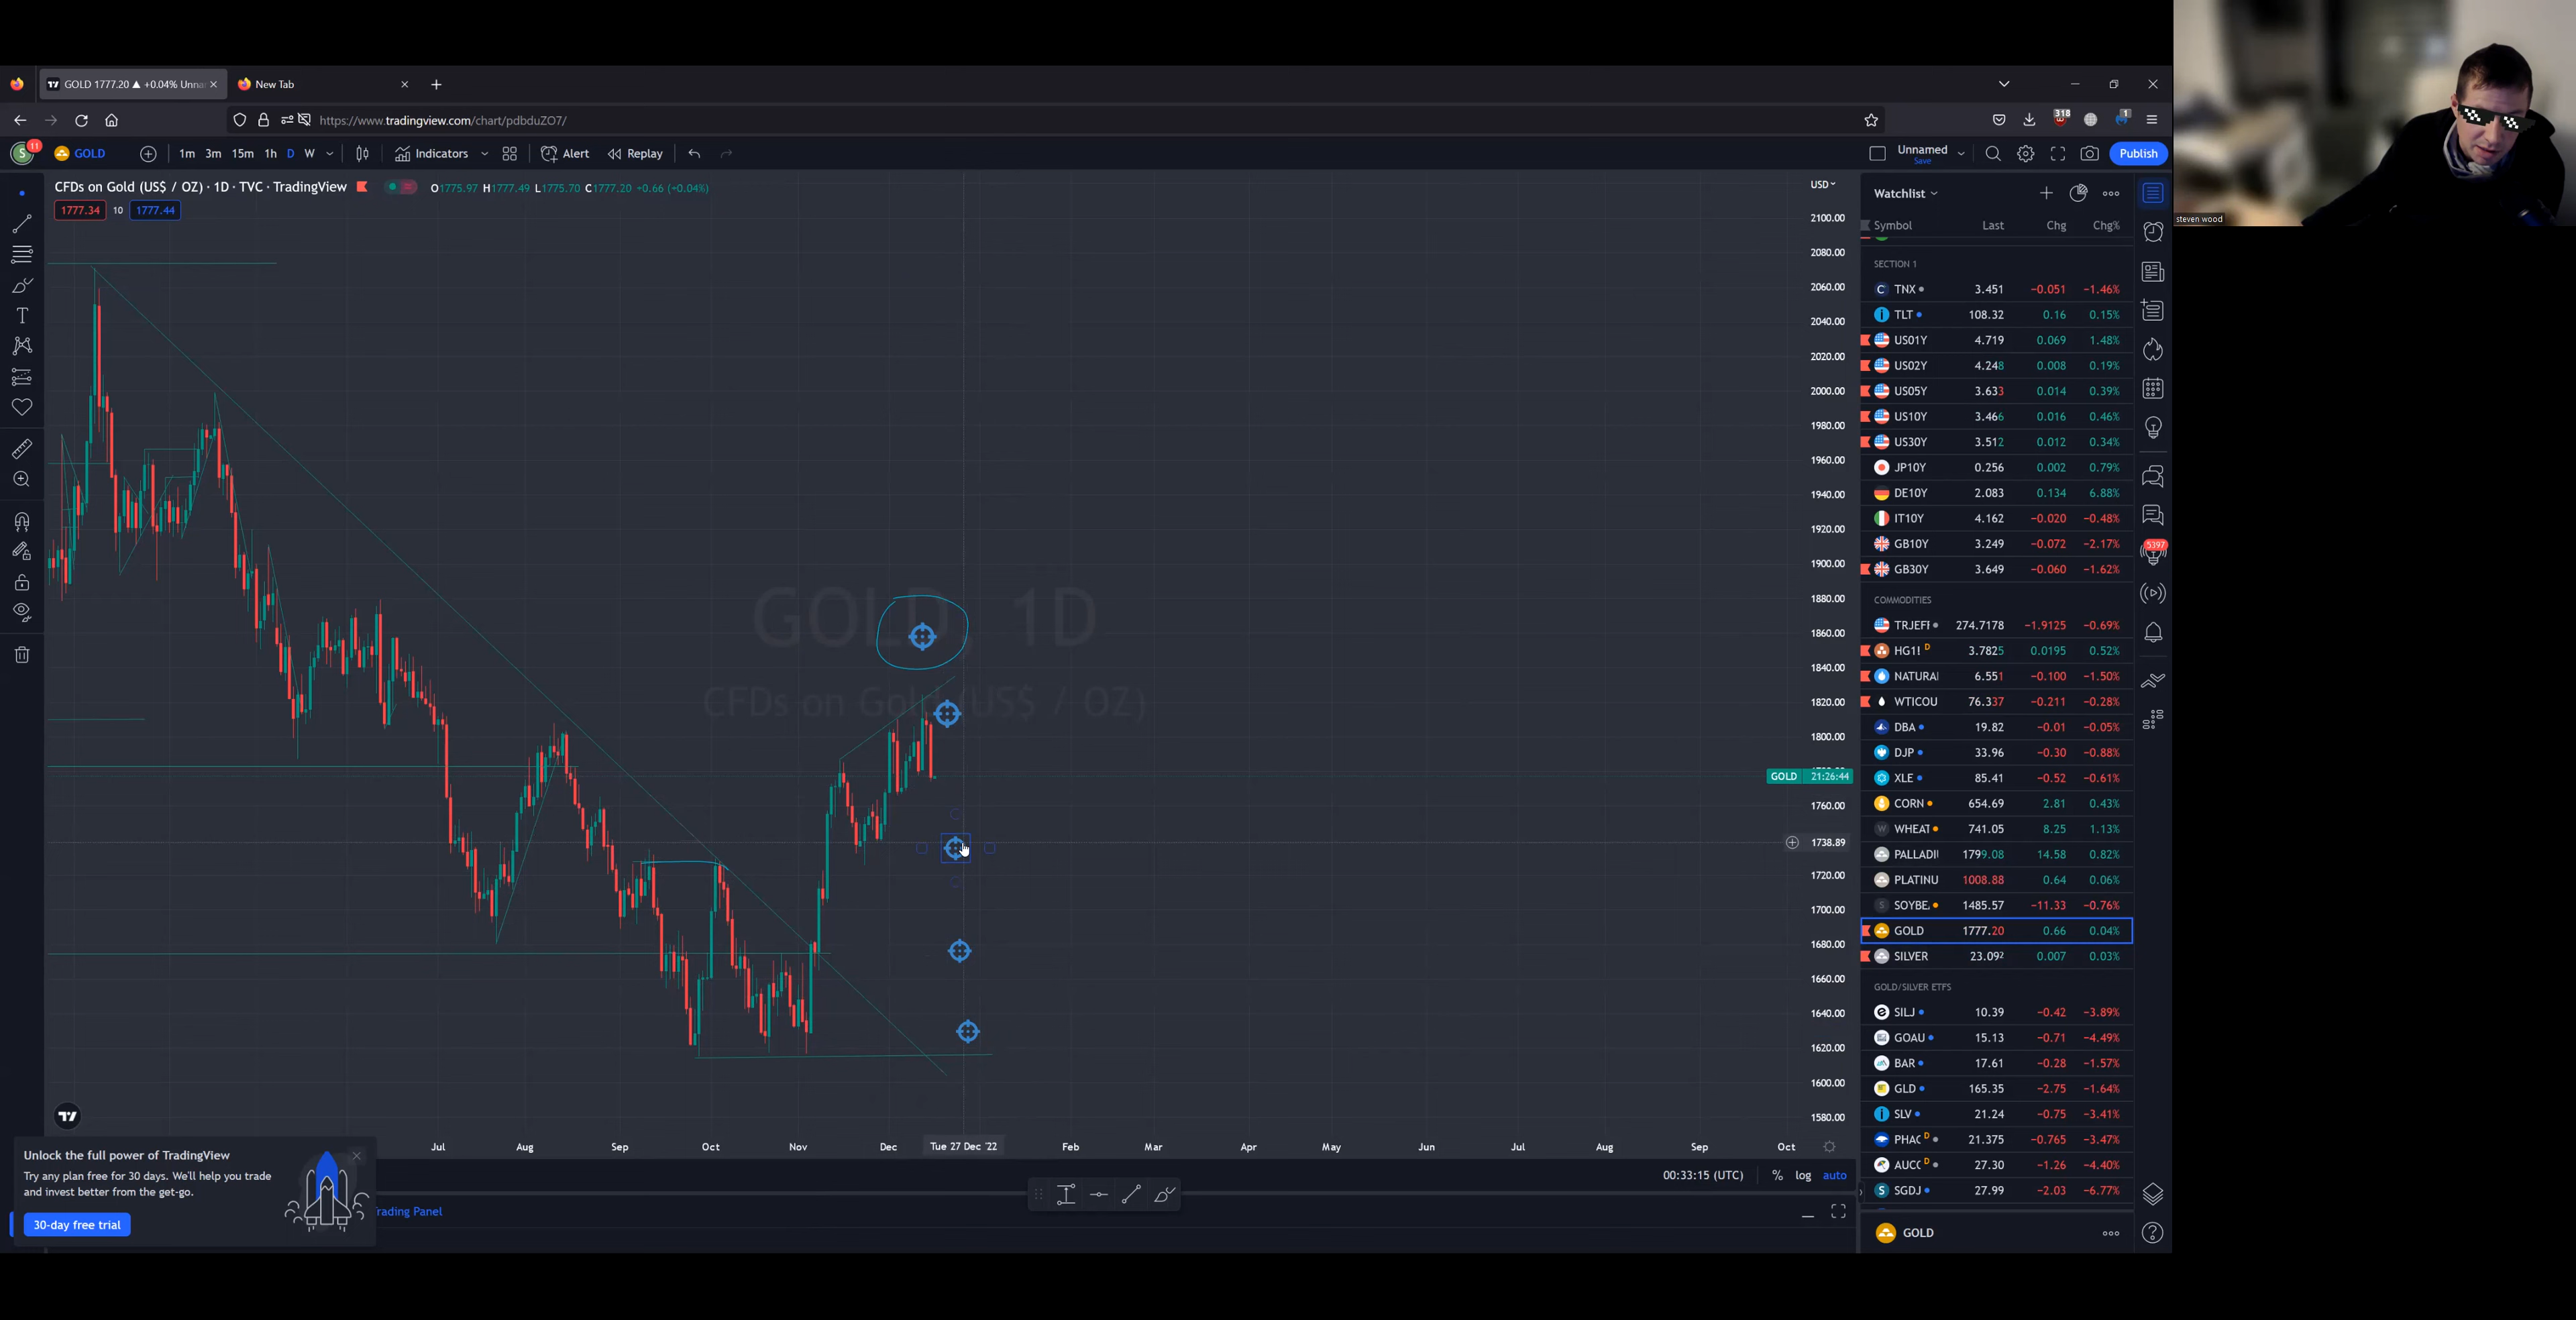 GOLD 1777.20 ▲ +0.04% Unna
New Tab
https://www.tradingview.com/chart/pdbduZO7/
318
1
S
11
GOLD
1m 3m 15m 1h D W
Indicators
Alert
Replay
Unnamed
Save
Publish
steven wood
CFDs on Gold (US$ / OZ) · 1D · TVC · TradingView
O1775.97 H1777.49 L1775.70 C1777.20 +0.66 (+0.04%)
1777.34 10 1777.44
GOLD, 1D
CFDs on Gold (US$ / OZ)
USD
2100.00
2080.00
2060.00
2040.00
2020.00
2000.00
1980.00
1960.00
1940.00
1920.00
1900.00
1880.00
1860.00
1840.00
1820.00
1800.00
GOLD 21:26:44
1760.00
1738.89
1720.00
1700.00
1680.00
1660.00
1640.00
1620.00
1600.00
1580.00
Jul Aug Sep Oct Nov Dec Tue 27 Dec '22 Feb Mar Apr May Jun Jul Aug Sep Oct
00:33:15 (UTC) % log auto
Unlock the full power of TradingView
Try any plan free for 30 days. We'll help you trade
and invest better from the get-go.
30-day free trial
rading Panel
Watchlist
Symbol Last Chg Chg%
SECTION 1
TNX 3.451 −0.051 −1.46%
TLT 108.32 0.16 0.15%
US01Y 4.719 0.069 1.48%
US02Y 4.248 0.008 0.19%
US05Y 3.633 0.014 0.39%
US10Y 3.466 0.016 0.46%
US30Y 3.512 0.012 0.34%
JP10Y 0.256 0.002 0.79%
DE10Y 2.083 0.134 6.88%
IT10Y 4.162 −0.020 −0.48%
GB10Y 3.249 −0.072 −2.17%
GB30Y 3.649 −0.060 −1.62%
COMMODITIES
TRJEFF 274.7178 −1.9125 −0.69%
HG1! D 3.7825 0.0195 0.52%
NATURAI 6.551 −0.100 −1.50%
WTICOU 76.337 −0.211 −0.28%
DBA 19.82 −0.01 −0.05%
DJP 33.96 −0.30 −0.88%
XLE 85.41 −0.52 −0.61%
CORN 654.69 2.81 0.43%
WHEAT 741.05 8.25 1.13%
PALLADIU 1799.08 14.58 0.82%
PLATINU 1008.88 0.64 0.06%
SOYBE 1485.57 −11.33 −0.76%
GOLD 1777.20 0.66 0.04%
SILVER 23.092 0.007 0.03%
GOLD/SILVER ETFS
SILJ 10.39 −0.42 −3.89%
GOAU 15.13 −0.71 −4.49%
BAR 17.61 −0.28 −1.57%
GLD 165.35 −2.75 −1.64%
SLV 21.24 −0.75 −3.41%
PHAG D 21.375 −0.765 −3.47%
AUCO D 27.30 −1.26 −4.40%
SGDJ 27.99 −2.03 −6.77%
GOLD
5397